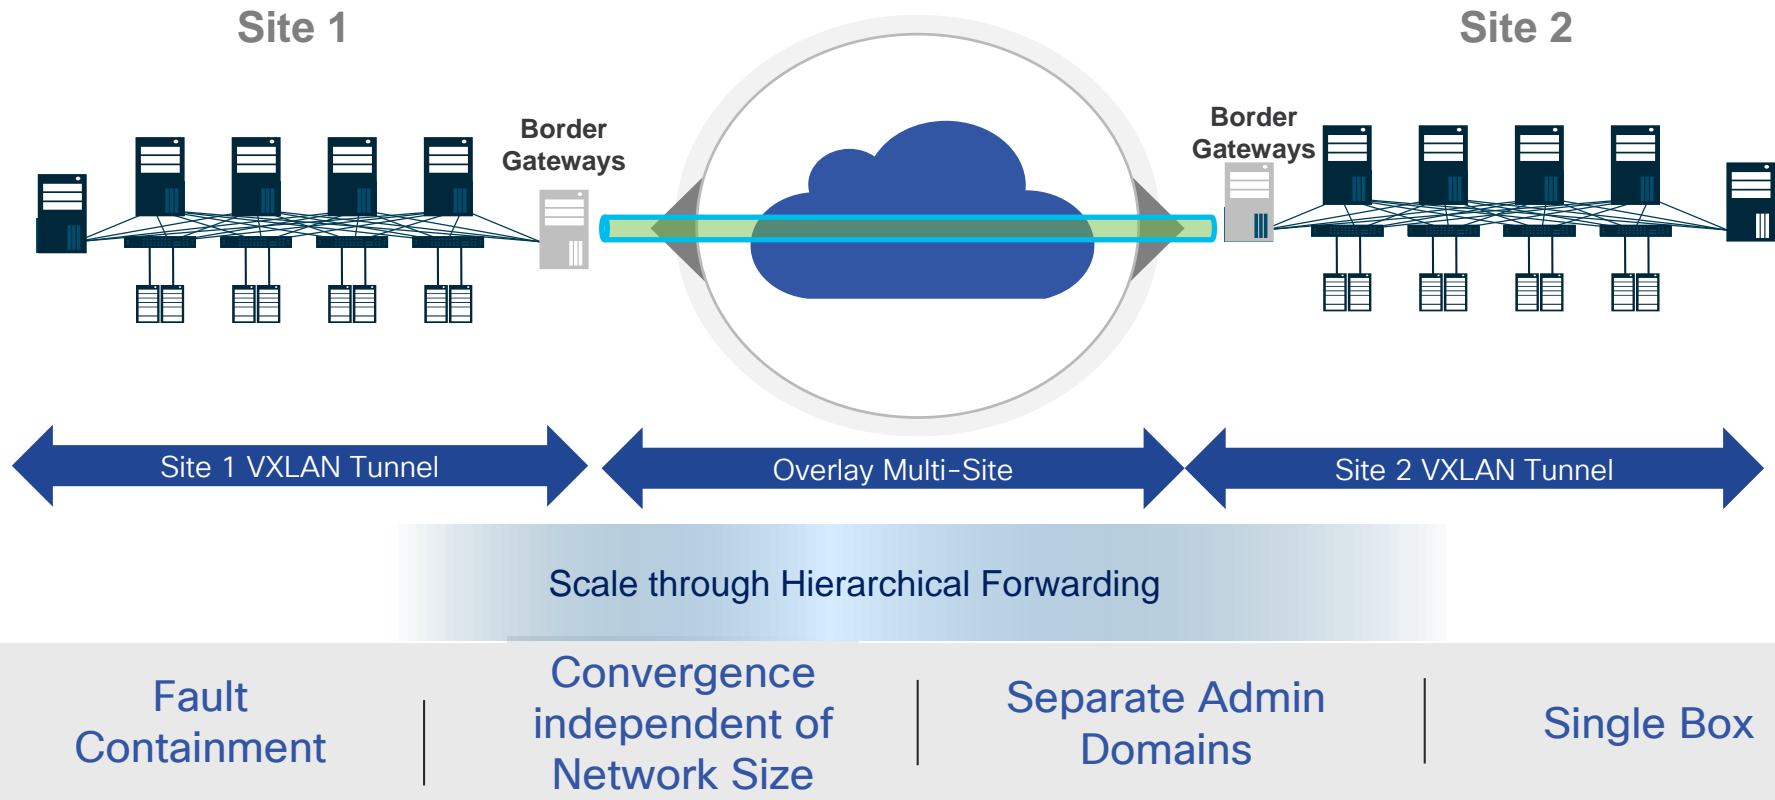 Site 1
Site 2
Border
Gateways
Border
Gateways
Site 1 VXLAN Tunnel
Overlay Multi-Site
Site 2 VXLAN Tunnel
Scale through Hierarchical Forwarding
Fault
Containment
Convergence
independent of
Network Size
Separate Admin
Domains
Single Box